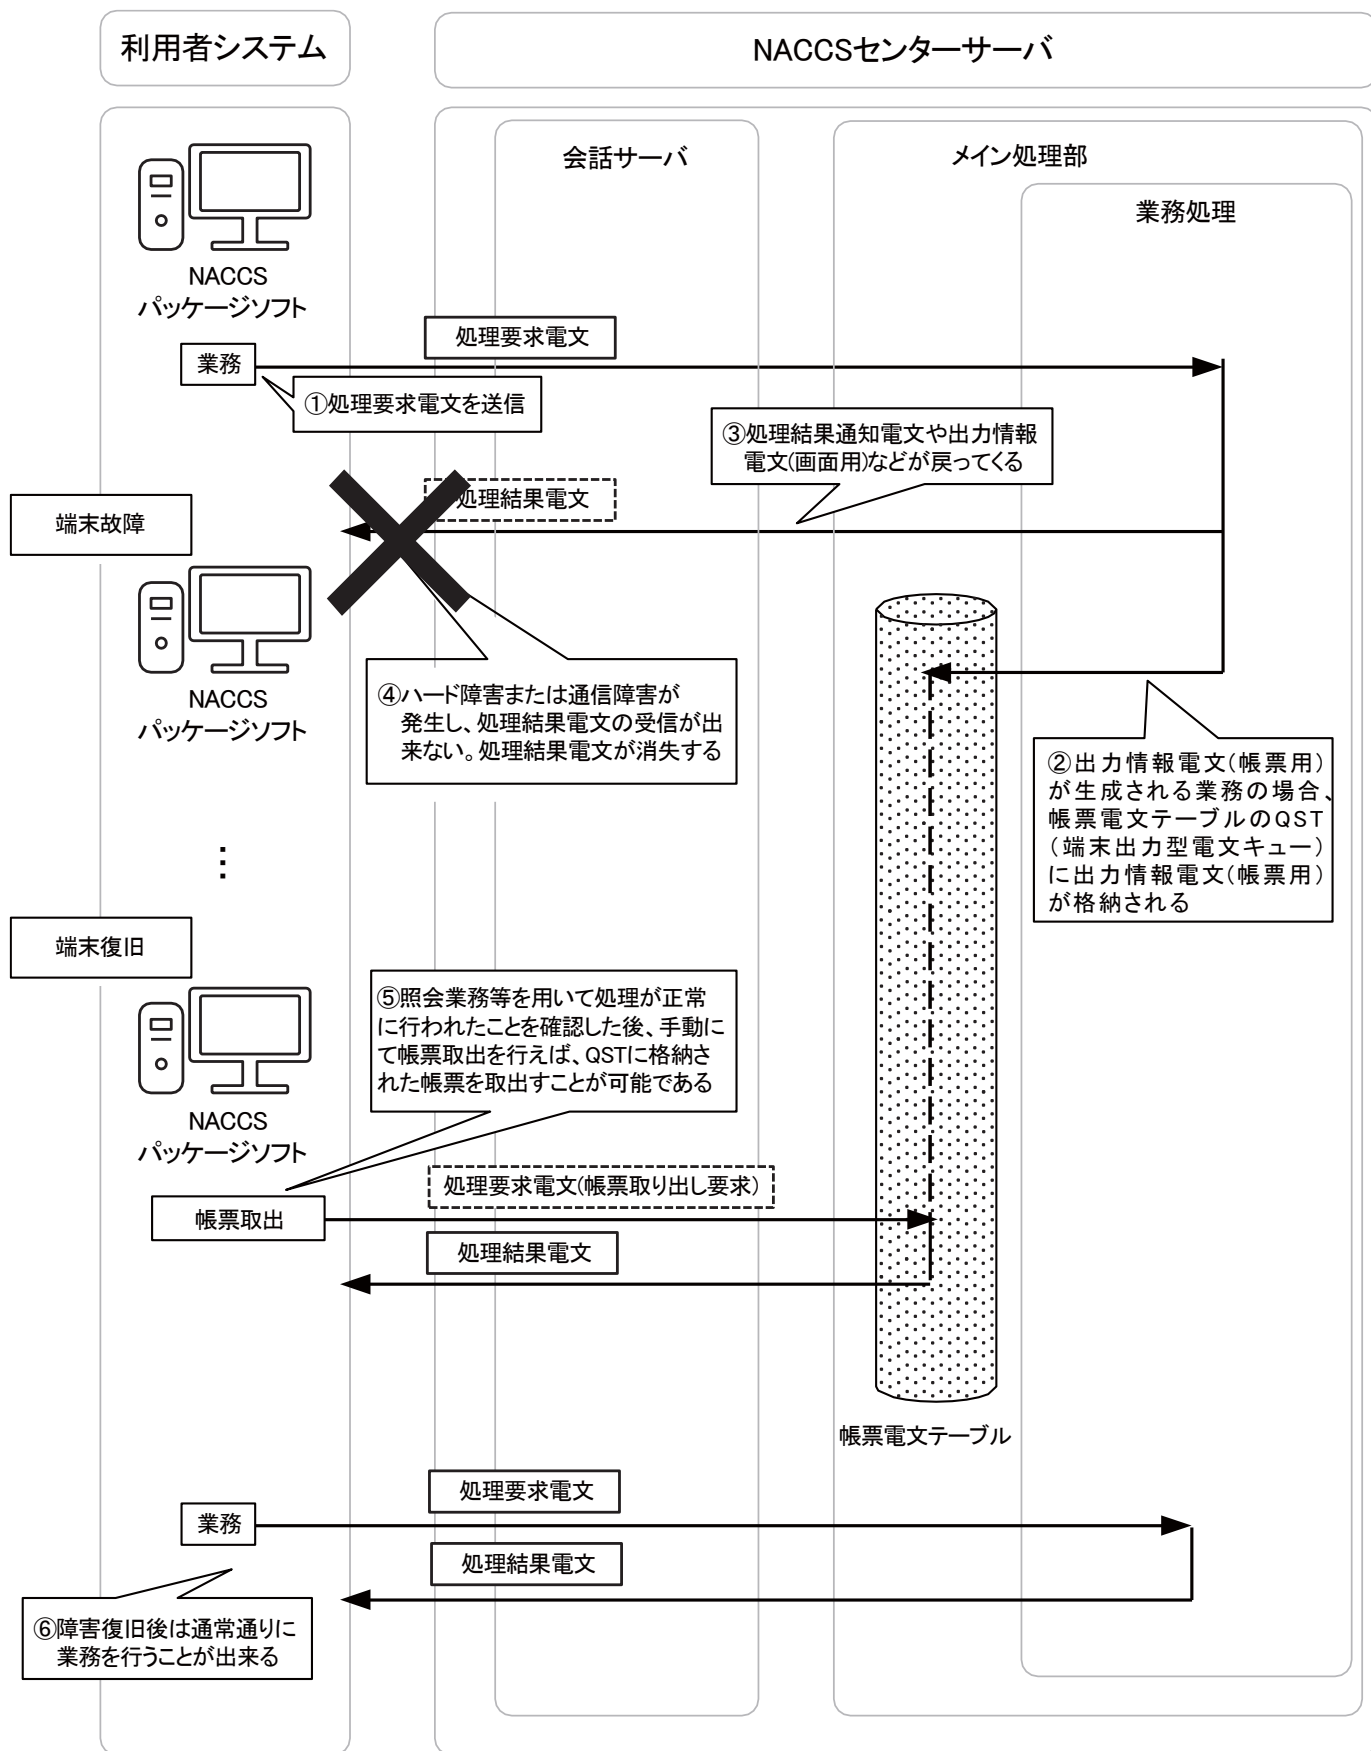 利用者システム
NACCSセンターサーバ
会話サーバ
メイン処理部
業務処理
NACCS
パッケージソフト
処理要求電文
業務
①処理要求電文を送信
③処理結果通知電文や出力情報
電文(画面用)などが戻ってくる
処理結果電文
端末故障
NACCS
パッケージソフト
④ハード障害または通信障害が
発生し、処理結果電文の受信が出
来ない。処理結果電文が消失する
②出力情報電文(帳票用)
が生成される業務の場合、
帳票電文テーブルのQST
(端末出力型電文キュー)
に出力情報電文(帳票用)
が格納される
⋮
端末復旧
⑤照会業務等を用いて処理が正常
に行われたことを確認した後、手動に
て帳票取出を行えば、QSTに格納さ
れた帳票を取出すことが可能である
NACCS
パッケージソフト
処理要求電文(帳票取り出し要求)
帳票取出
処理結果電文
帳票電文テーブル
処理要求電文
業務
処理結果電文
⑥障害復旧後は通常通りに
業務を行うことが出来る